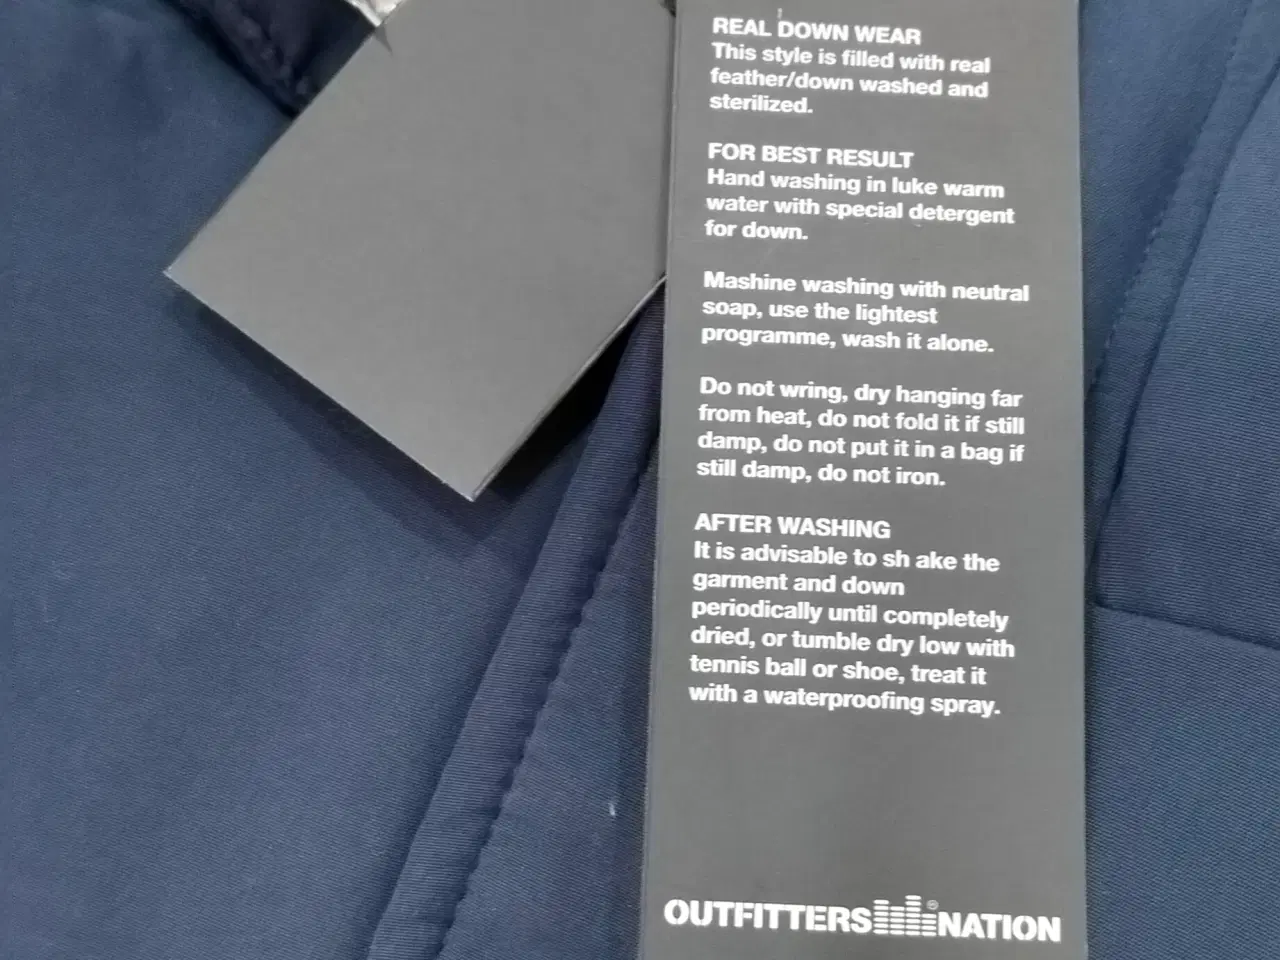 REAL DOWN WEAR
This style is filled with real
feather/down washed and
sterilized.
FOR BEST RESULT
Hand washing in luke warm
water with special detergent
for down.
Mashine washing with neutral
soap, use the lightest
programme, wash it alone.
Do not wring, dry hanging far
from heat, do not fold it if still
damp, do not put it in a bag if
still damp, do not iron.
AFTER WASHING
It is advisable to sh ake the
garment and down
periodically until completely
dried, or tumble dry low with
tennis ball or shoe, treat it
with a waterproofing spray.
OUTFITTERS ® NATION